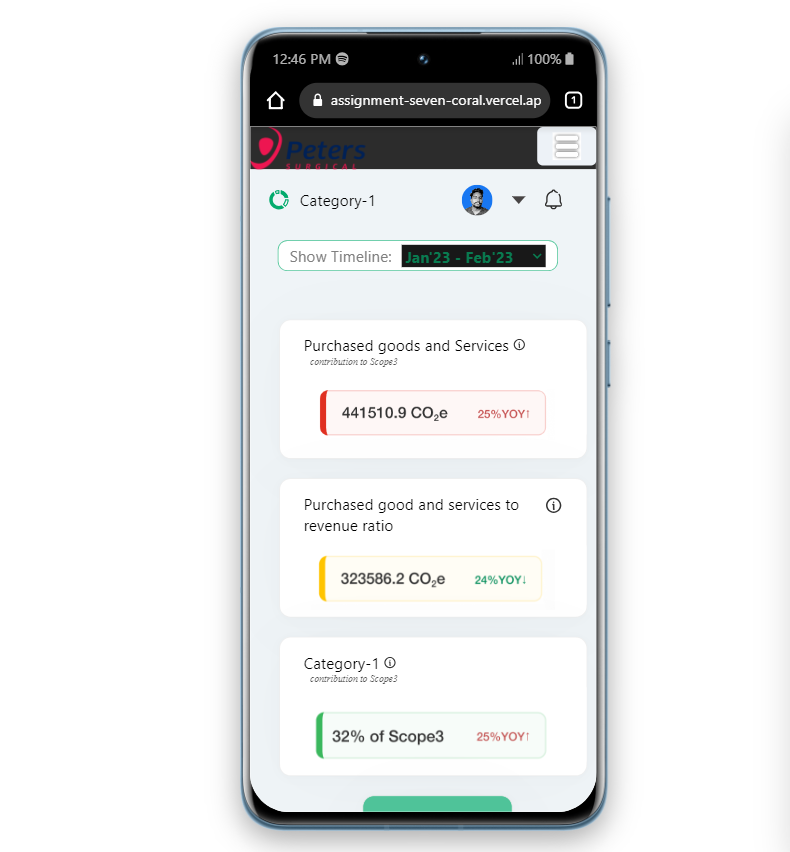 12:46 PM 100%
assignment-seven-coral.vercel.ap 1
Peters
SURGICAL
Category-1
Show Timeline: Jan'23 - Feb'23
Purchased goods and Services
contribution to Scope3
441510.9 CO₂e 25%YOY↑
Purchased good and services to
revenue ratio
323586.2 CO₂e 24%YOY↓
Category-1
contribution to Scope3
32% of Scope3 25%YOY↑